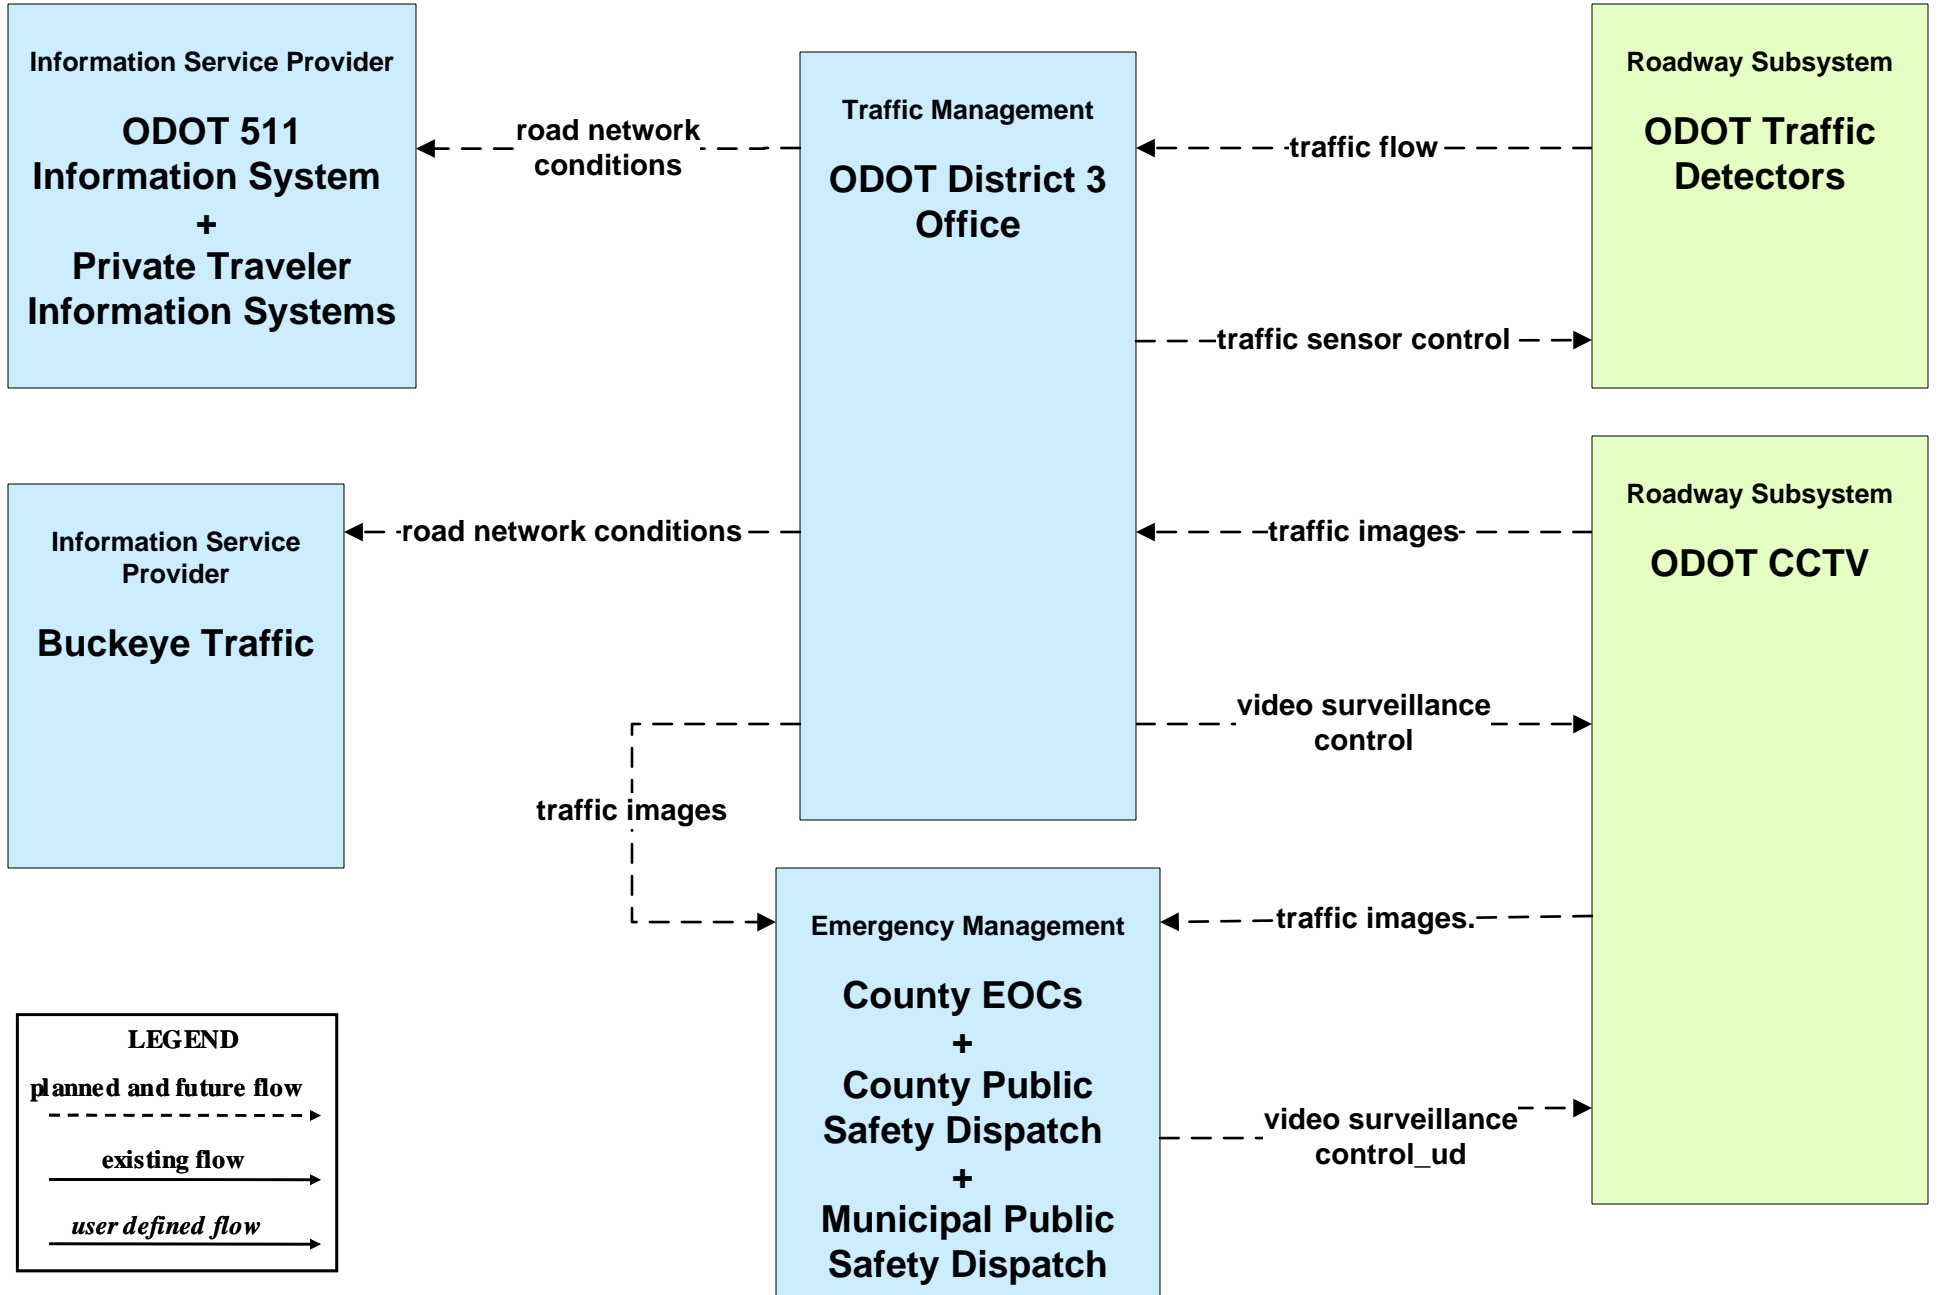 Information Service Provider
ODOT 511
Information System
+
Private Traveler
Information Systems
road network
conditions
Traffic Management
ODOT District 3
Office
traffic flow
Roadway Subsystem
ODOT Traffic
Detectors
traffic sensor control
Information Service
Provider
Buckeye Traffic
road network conditions
traffic images
Roadway Subsystem
ODOT CCTV
video surveillance
control
traffic images
Emergency Management
County EOCs
+
County Public
Safety Dispatch
+
Municipal Public
Safety Dispatch
traffic images.
video surveillance
control_ud
LEGEND
planned and future flow
existing flow
user defined flow